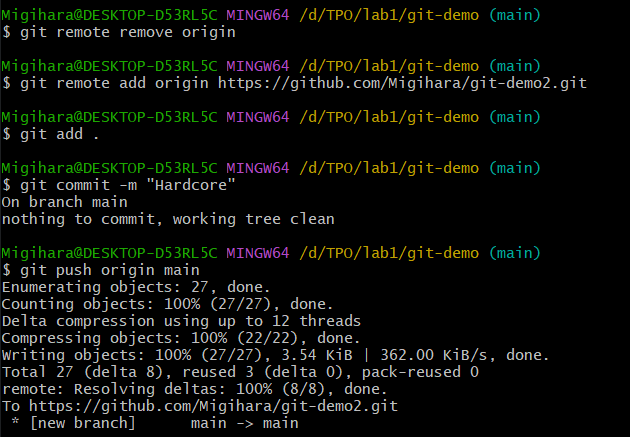 Migihara@DESKTOP-D53RL5C MINGW64 /d/TPO/lab1/git-demo (main)
$ git remote remove origin
Migihara@DESKTOP-D53RL5C MINGW64 /d/TPO/lab1/git-demo (main)
$ git remote add origin https://github.com/Migihara/git-demo2.git
Migihara@DESKTOP-D53RL5C MINGW64 /d/TPO/lab1/git-demo (main)
$ git add .
Migihara@DESKTOP-D53RL5C MINGW64 /d/TPO/lab1/git-demo (main)
$ git commit -m "Hardcore"
On branch main
nothing to commit, working tree clean
Migihara@DESKTOP-D53RL5C MINGW64 /d/TPO/lab1/git-demo (main)
$ git push origin main
Enumerating objects: 27, done.
Counting objects: 100% (27/27), done.
Delta compression using up to 12 threads
Compressing objects: 100% (22/22), done.
Writing objects: 100% (27/27), 3.54 KiB | 362.00 KiB/s, done.
Total 27 (delta 8), reused 3 (delta 0), pack-reused 0
remote: Resolving deltas: 100% (8/8), done.
To https://github.com/Migihara/git-demo2.git
 * [new branch]      main -> main